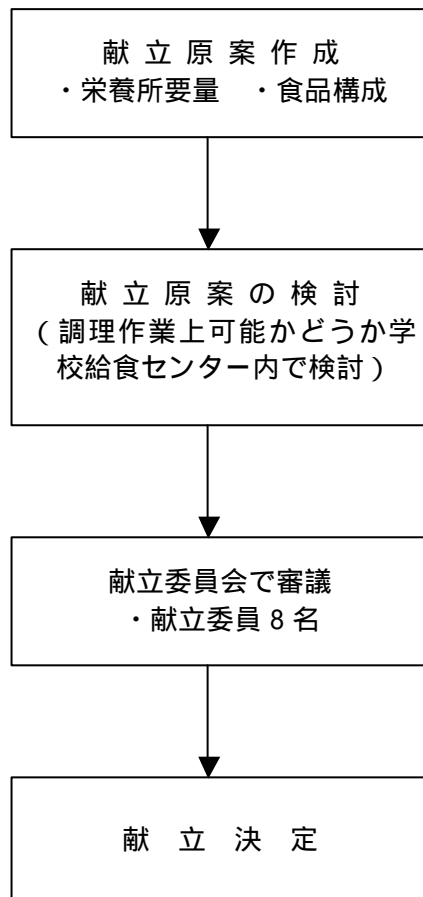 献立原案作成
・栄養所要量　・食品構成
献立原案の検討
（調理作業上可能かどうか学
校給食センター内で検討）
献立委員会で審議
・献立委員８名
献立決定